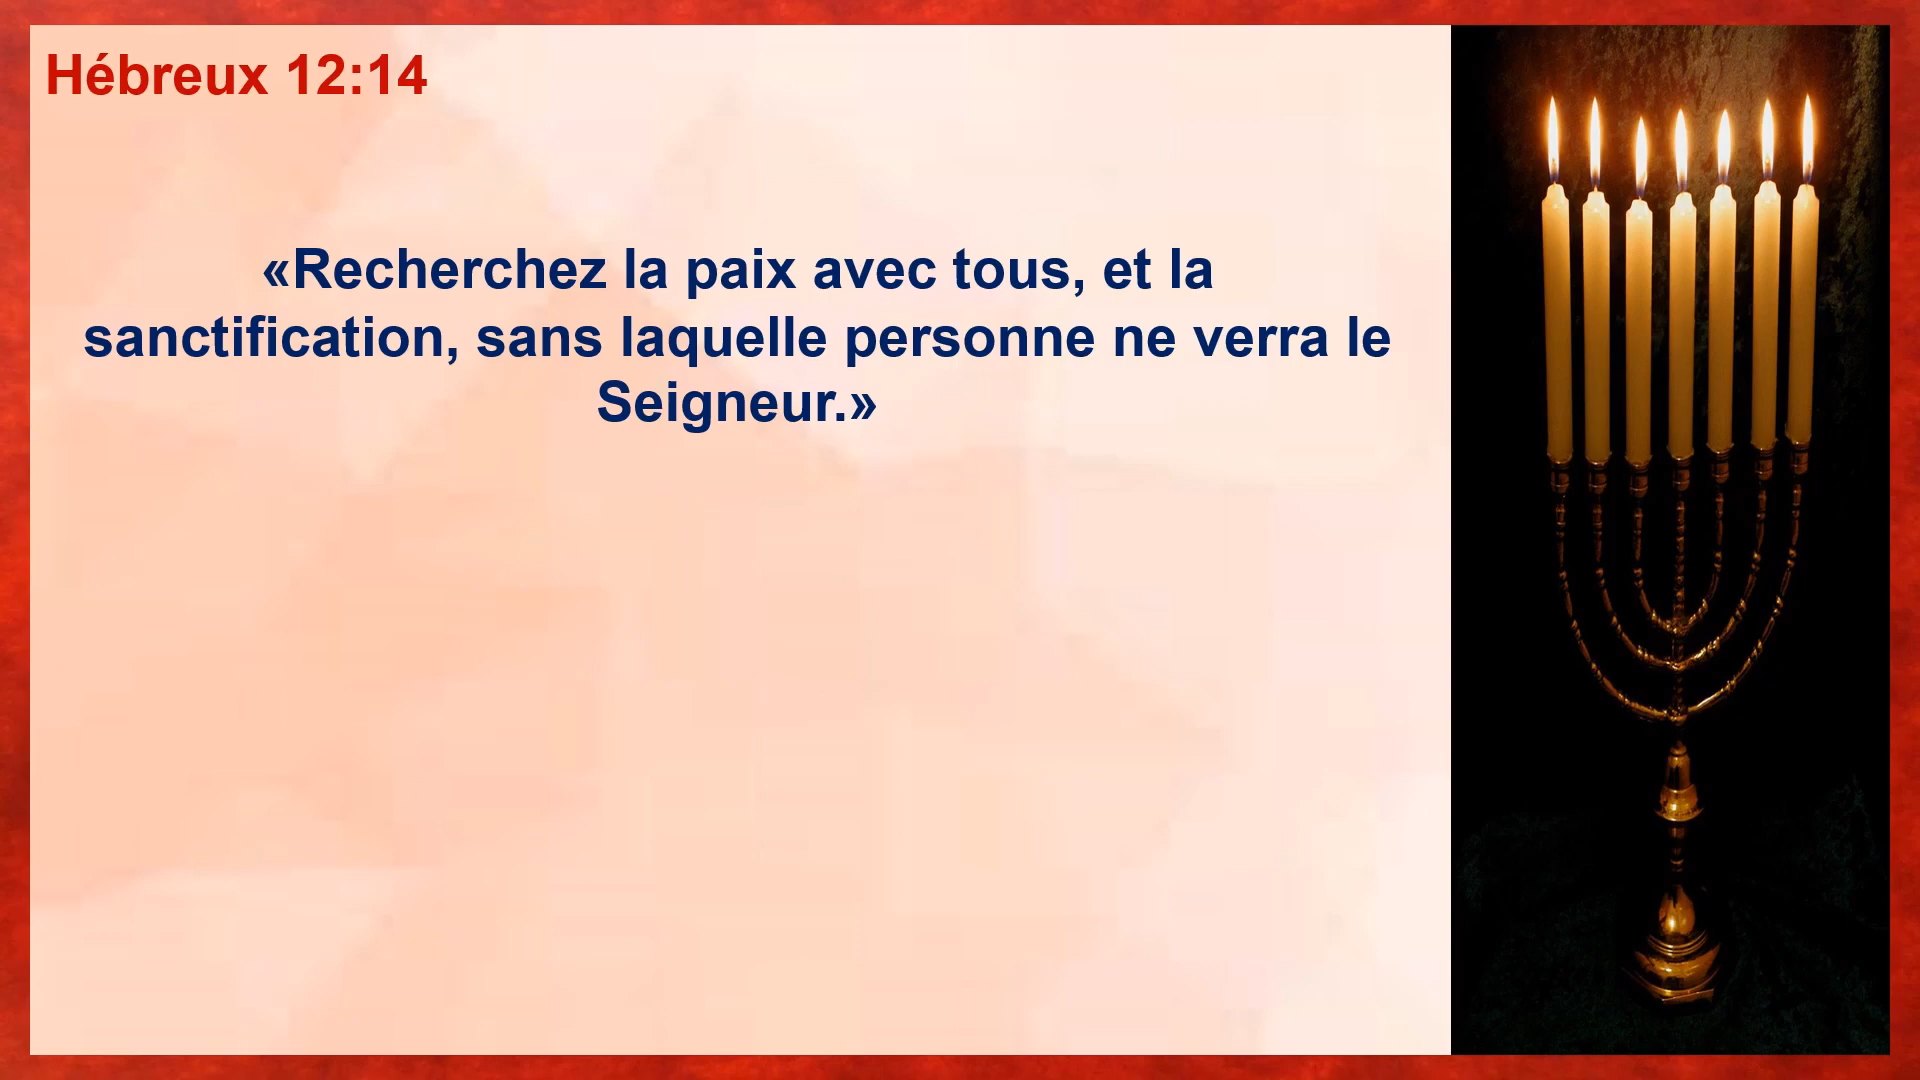 Hébreux 12:14
«Recherchez la paix avec tous, et la
sanctification, sans laquelle personne ne verra le
Seigneur.»